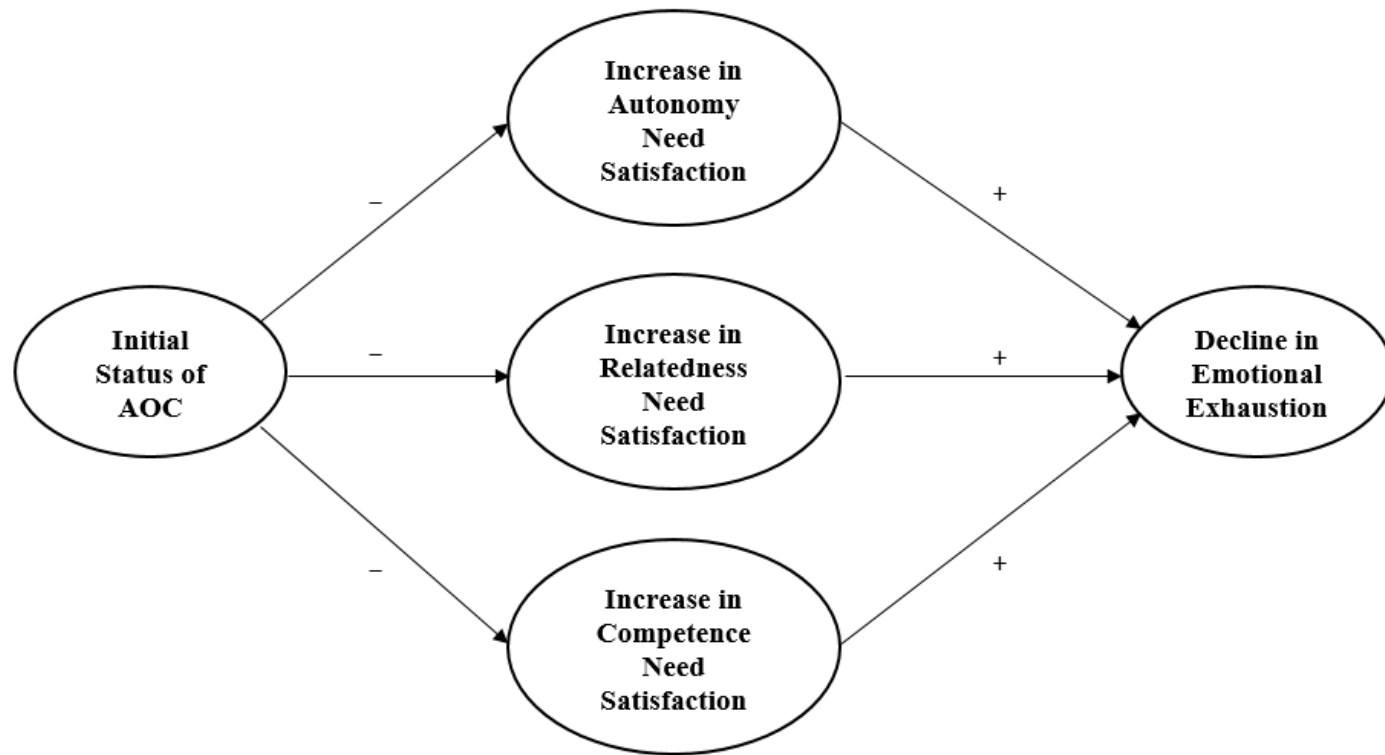 Increase in
Autonomy
Need
Satisfaction
–
+
Initial
Status of
AOC
–
Increase in
Relatedness
Need
Satisfaction
+
Decline in
Emotional
Exhaustion
–
Increase in
Competence
Need
Satisfaction
+